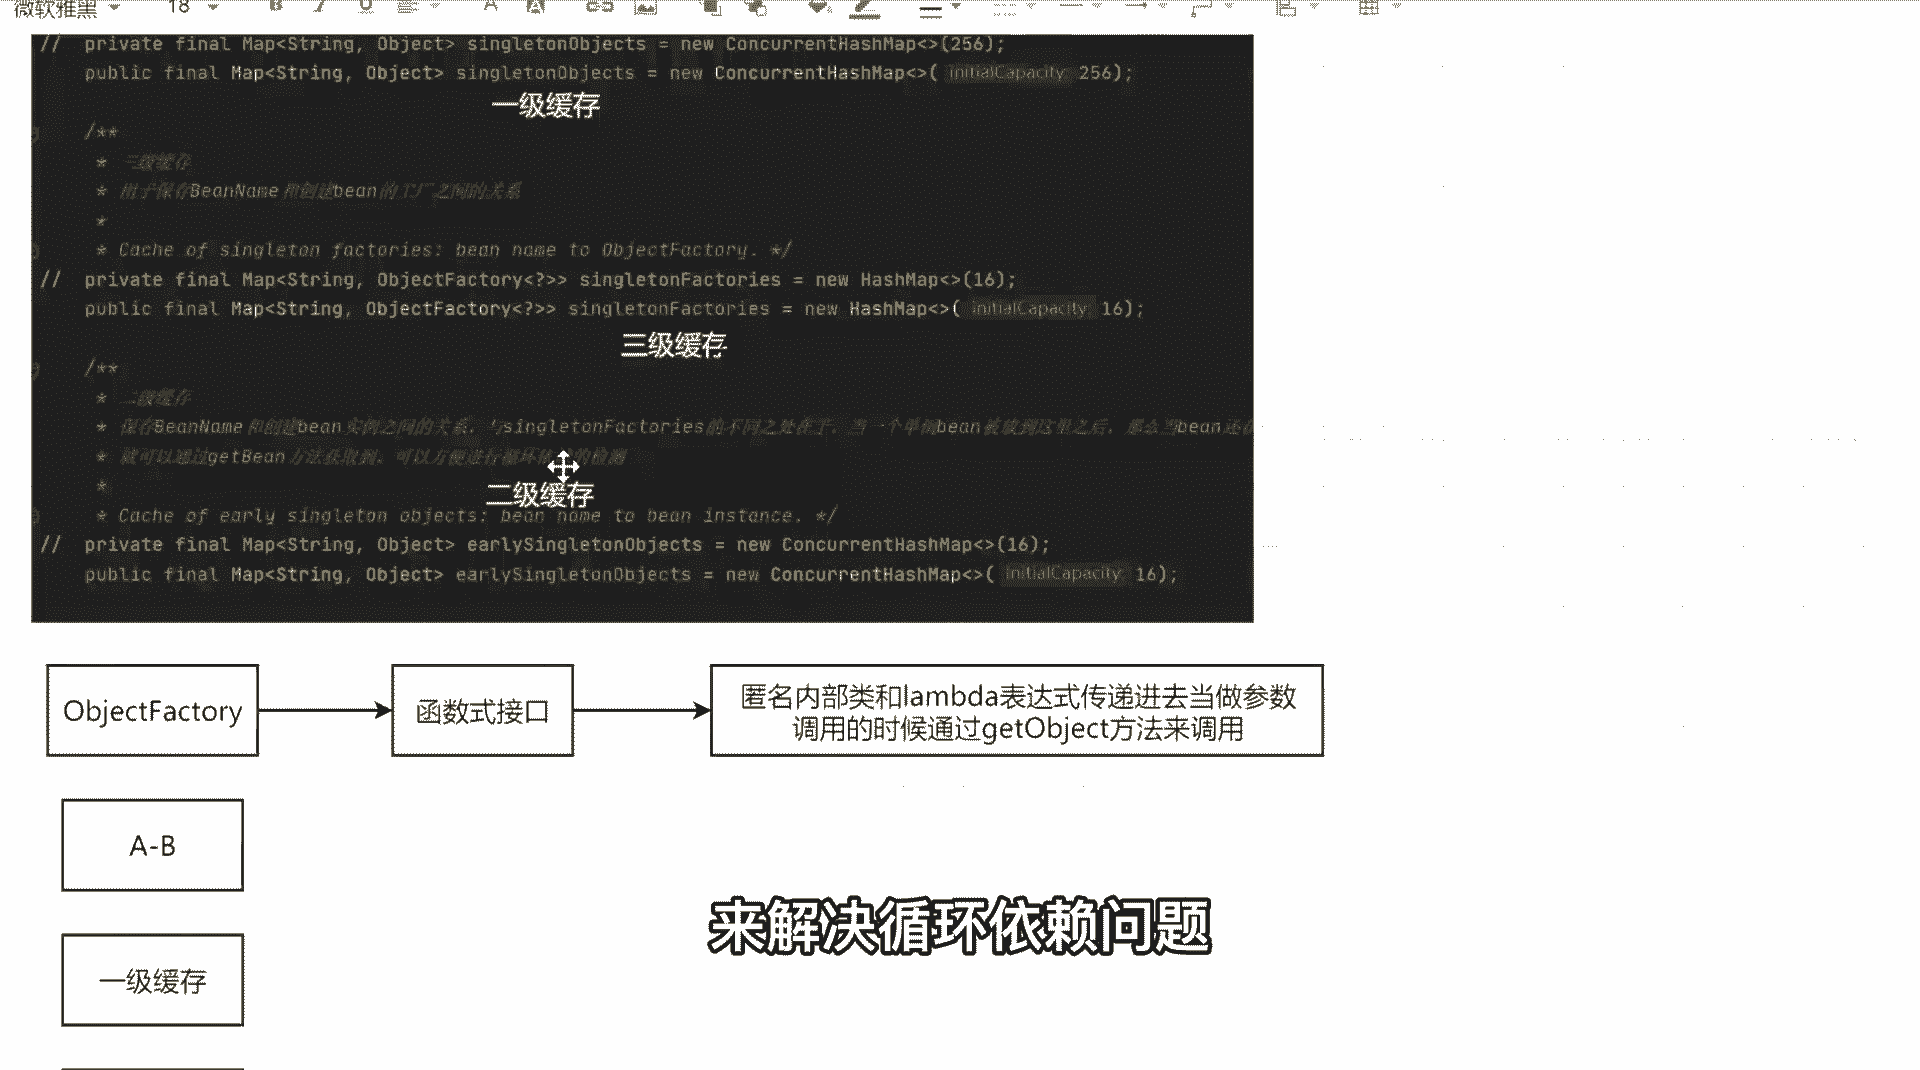 微软雅黑 18
// private final Map<String, Object> singletonObjects = new ConcurrentHashMap<>(256);
public final Map<String, Object> singletonObjects = new ConcurrentHashMap<>( initialCapacity: 256);
一级缓存
/**
* 三级缓存
* 用于保存BeanName和创建bean的工厂之间的关系
*
* Cache of singleton factories: bean name to ObjectFactory. */
// private final Map<String, ObjectFactory<?>> singletonFactories = new HashMap<>(16);
public final Map<String, ObjectFactory<?>> singletonFactories = new HashMap<>( initialCapacity: 16);
三级缓存
/**
* 二级缓存
* 保存BeanName和创建bean实例之间的关系，与singletonFactories的不同之处在于，当一个单例bean被放到这里之后，那么当bean还在
* 就可以通过getBean方法获取到，可以方便进行循环依 的检测
*
二级缓存
* Cache of early singleton objects: bean name to bean instance. */
// private final Map<String, Object> earlySingletonObjects = new ConcurrentHashMap<>(16);
public final Map<String, Object> earlySingletonObjects = new ConcurrentHashMap<>( initialCapacity: 16);
ObjectFactory
函数式接口
匿名内部类和lambda表达式传递进去当做参数
调用的时候通过getObject方法来调用
A-B
来解决循环依赖问题
一级缓存